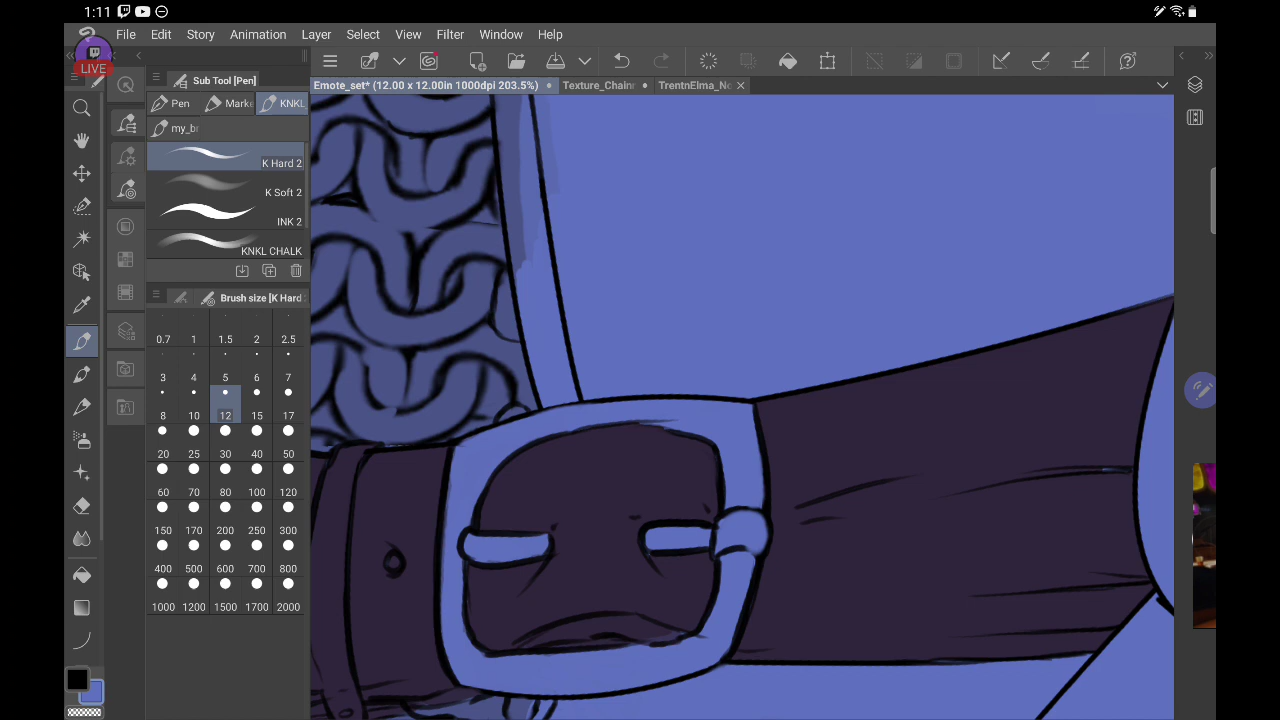 1:11
LIVE
File Edit Story Animation Layer Select View Filter Window Help
Sub Tool [Pen]
Emote_set* (12.00 x 12.00in 1000dpi 203.5%) Texture_Chain TrentnElma_No
Pen Marke KNKL
my_br
K Hard 2
K Soft 2
INK 2
KNKL CHALK
Brush size [K Hard
0.7 1 1.5 2 2.5
3 4 5 6 7
8 10 12 15 17
20 25 30 40 50
60 70 80 100 120
150 170 200 250 300
400 500 600 700 800
1000 1200 1500 1700 2000